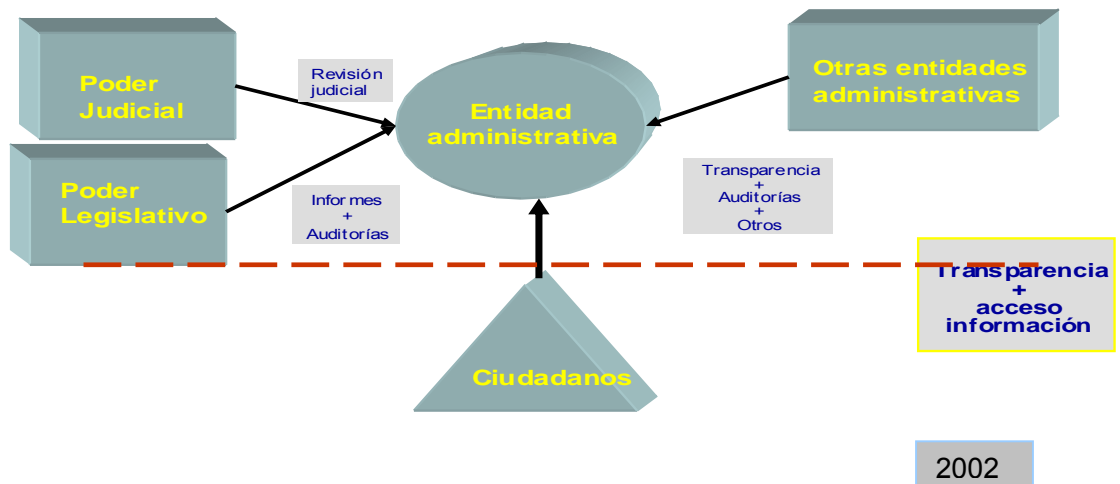 Poder
Judicial
Revisión
judicial
Entidad
administrativa
Otras entidades
administrativas
Poder
Legislativo
Informes
+
Auditorías
Transparencia
+
Auditorías
+
Otros
Transparencia
+
acceso
información
Ciudadanos
2002